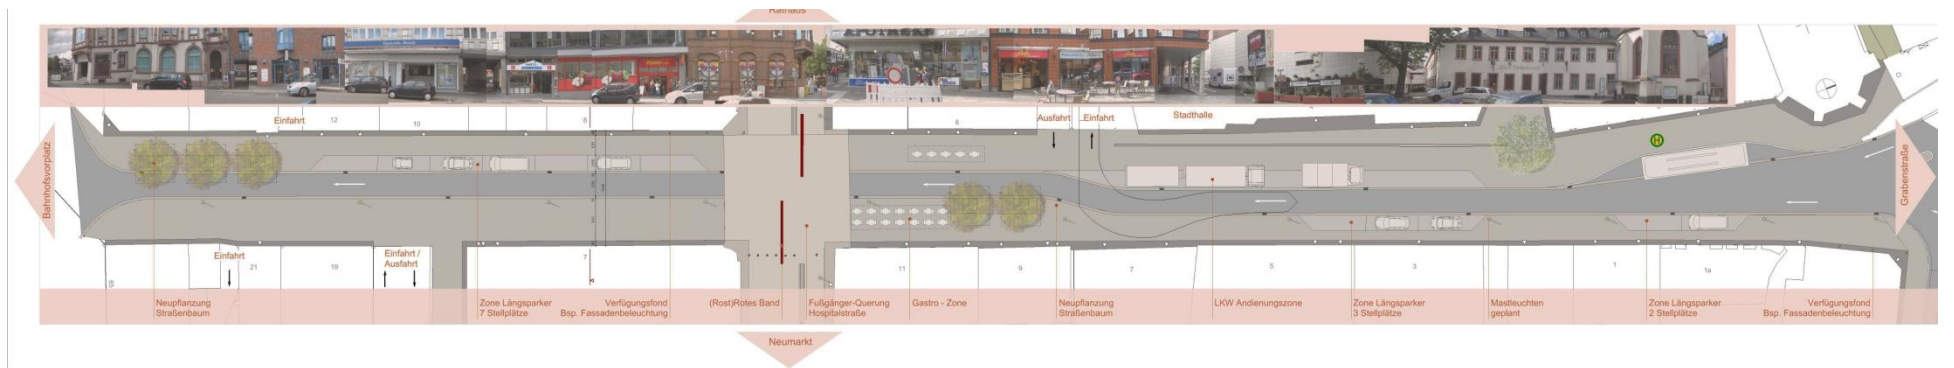 Rathaus
Bahnhofsvorplatz
Einfahrt
12
10
8
6
Ausfahrt
Einfahrt
Stadthalle
H
Grabenstraße
Einfahrt
21
19
Einfahrt /
Ausfahrt
7
11
9
7
5
3
1
1a
Neupflanzung
Straßenbaum
Zone Längsparker
7 Stellplätze
Verfügungsfond
Bsp. Fassadenbeleuchtung
(Rost)Rotes Band
Fußgänger-Querung
Hospitalstraße
Gastro - Zone
Neupflanzung
Straßenbaum
LKW Andienungszone
Zone Längsparker
3 Stellplätze
Mastleuchten
geplant
Zone Längsparker
2 Stellplätze
Verfügungsfond
Bsp. Fassadenbeleuchtung
Neumarkt